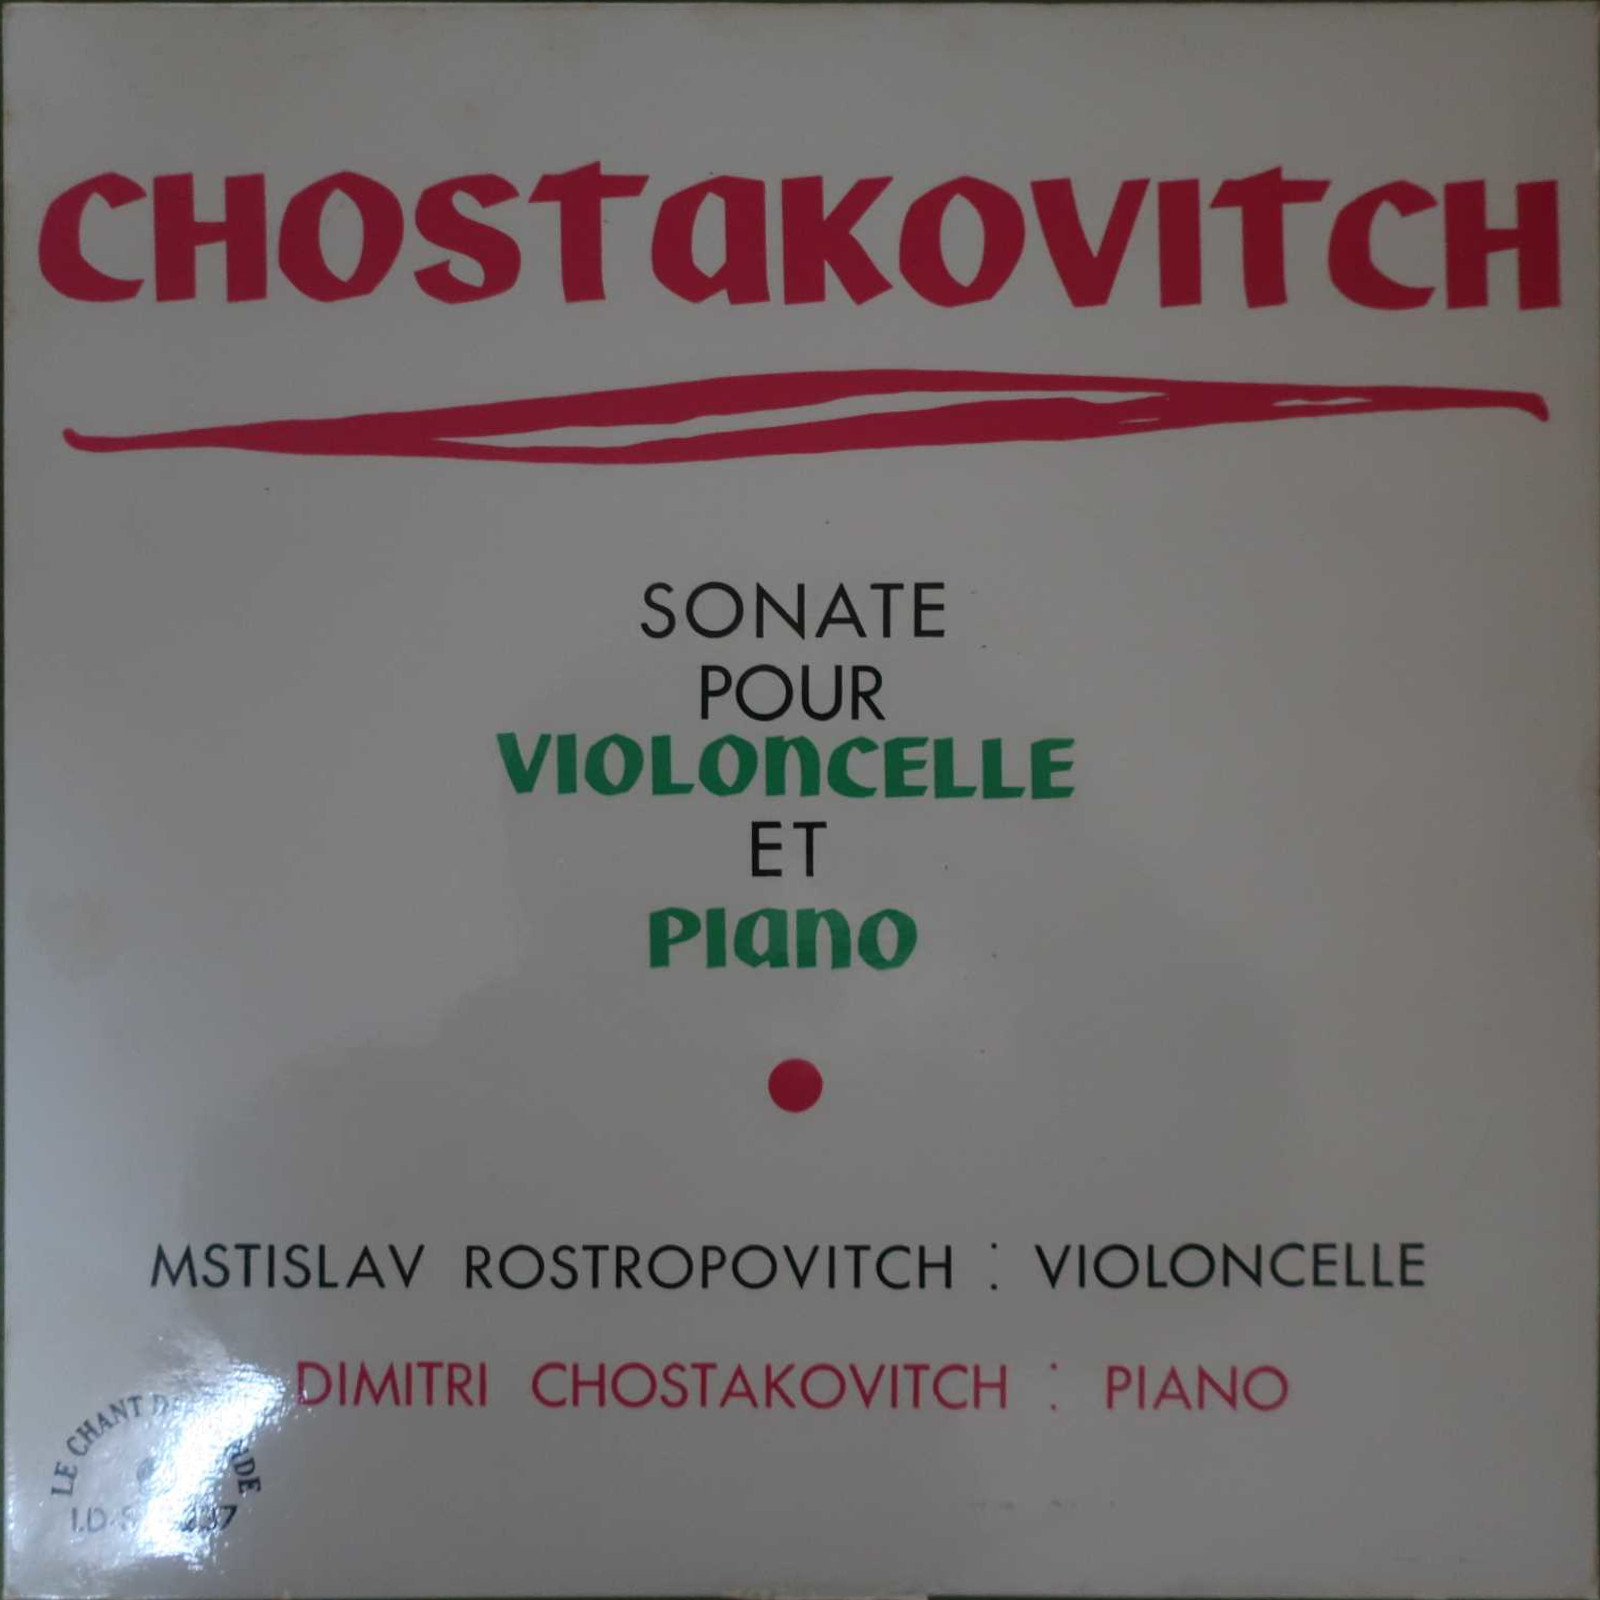 CHOSTAKOVITCH
SONATE
POUR
VIOLONCELLE
ET
PIANO
MSTISLAV ROSTROPOVITCH : VIOLONCELLE
DIMITRI CHOSTAKOVITCH : PIANO
LE CHANT